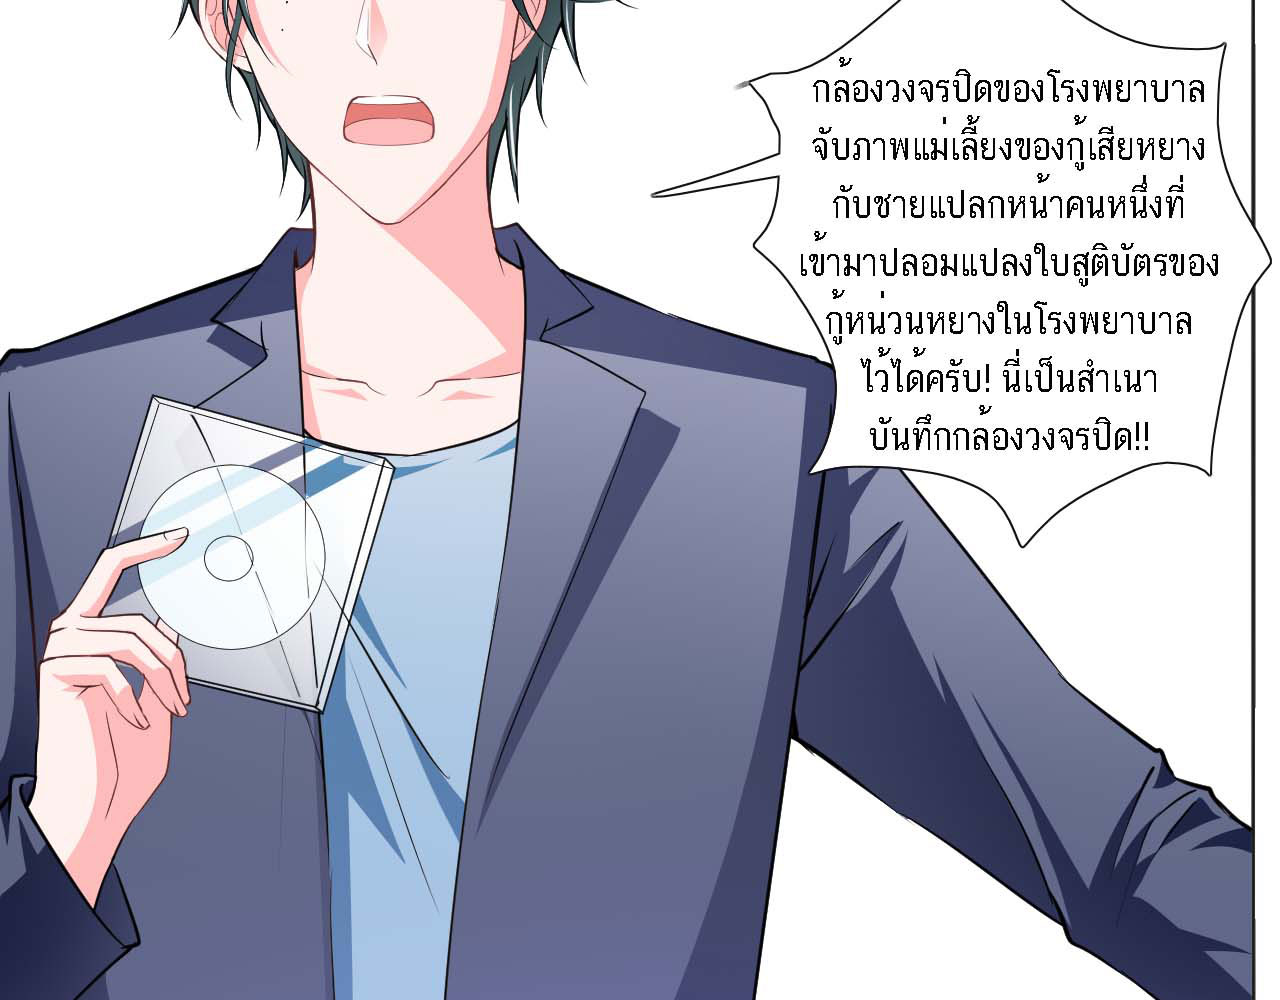 กล้องวงจรปิดของโรงพยาบาล
จับภาพแม่เลี้ยงของกู้เสียหยาง
กับชายแปลกหน้าคนหนึ่งที่
เข้ามาปลอมแปลงใบสูติบัตรของ
กู้หน่วนหยางในโรงพยาบาล
ไว้ได้ครับ! นี่เป็นสำเนา
บันทึกกล้องวงจรปิด!!